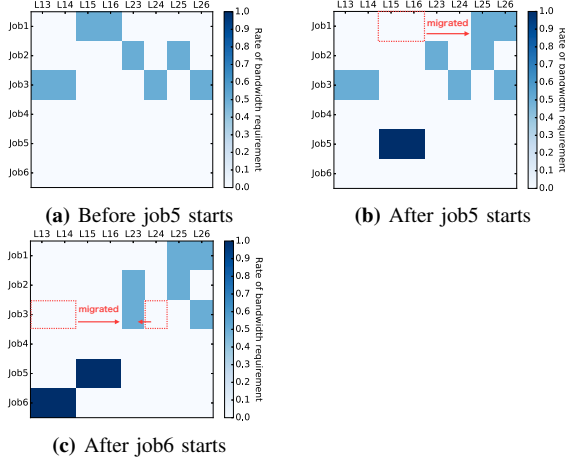 L13 L14 L15 L16 L23 L24 L25 L26
Job1
Job2
Job3
Job4
Job5
Job6
1.0
0.9
0.8
0.7
0.6
0.5
0.4
0.3
0.2
0.1
0.0
Rate of bandwidth requirement
(a) Before job5 starts
L13 L14 L15 L16 L23 L24 L25 L26
Job1
Job2
Job3
Job4
Job5
Job6
migrated
1.0
0.9
0.8
0.7
0.6
0.5
0.4
0.3
0.2
0.1
0.0
Rate of bandwidth requirement
(b) After job5 starts
L13 L14 L15 L16 L23 L24 L25 L26
Job1
Job2
Job3
Job4
Job5
Job6
migrated
1.0
0.9
0.8
0.7
0.6
0.5
0.4
0.3
0.2
0.1
0.0
Rate of bandwidth requirement
(c) After job6 starts